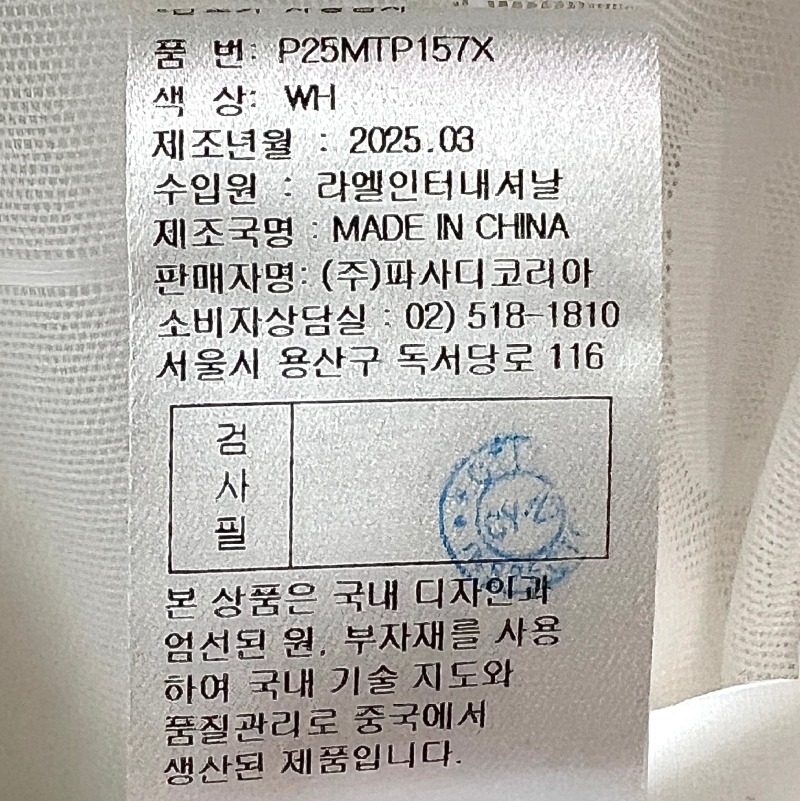 품 번: P25MTP157X
색 상: WH
제조년월 : 2025.03
수입원 : 라엘인터내셔날
제조국명 : MADE IN CHINA
판매자명: (주)파사디코리아
소비자상담실 : 02) 518-1810
서울시 용산구 독서당로 116
검
사
필
본 상품은 국내 디자인과
엄선된 원, 부자재를 사용
하여 국내 기술 지도와
품질관리로 중국에서
생산된 제품입니다.